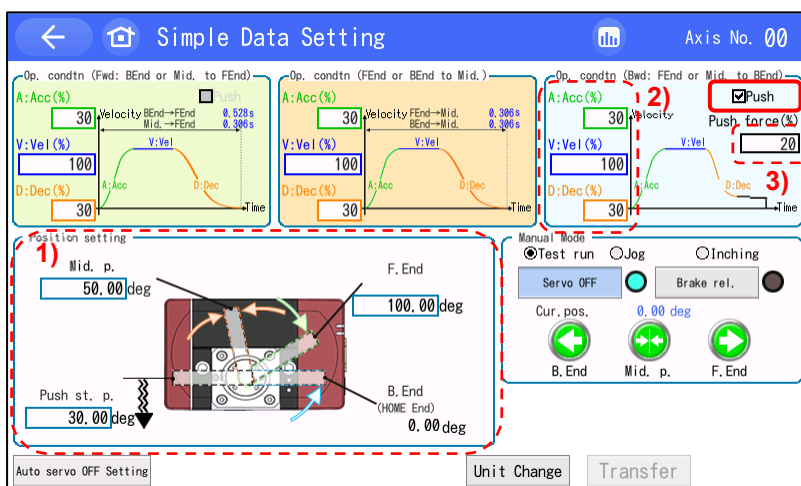 Simple Data Setting
Axis No. 00
Op. condtn (Fwd: BEnd or Mid. to FEnd)
A:Acc(%)
Push
30
Velocity
BEnd→FEnd 0.528s
Mid. →FEnd 0.306s
V:Vel(%)
V:Vel
100
D:Dec(%)
A:Acc
D:Dec
30
Time
Op. condtn (FEnd or BEnd to Mid.)
A:Acc(%)
30
Velocity
FEnd→Mid. 0.306s
BEnd→Mid. 0.306s
V:Vel(%)
V:Vel
100
D:Dec(%)
A:Acc
D:Dec
30
Time
Op. condtn (Bwd: FEnd or Mid. to BEnd)
A:Acc(%)
2)
Push
30
Velocity
Push force(%)
20
V:Vel(%)
V:Vel
100
3)
D:Dec(%)
A:Acc
D:Dec
30
Time
Position setting
1)
Mid. p.
50.00 deg
F.End
100.00 deg
Push st. p.
30.00 deg
B.End
(HOME End)
0.00 deg
Manual Mode
Test run Jog Inching
Servo OFF Brake rel.
Cur.pos. 0.00 deg
B.End Mid. p. F.End
Auto servo OFF Setting
Unit Change
Transfer